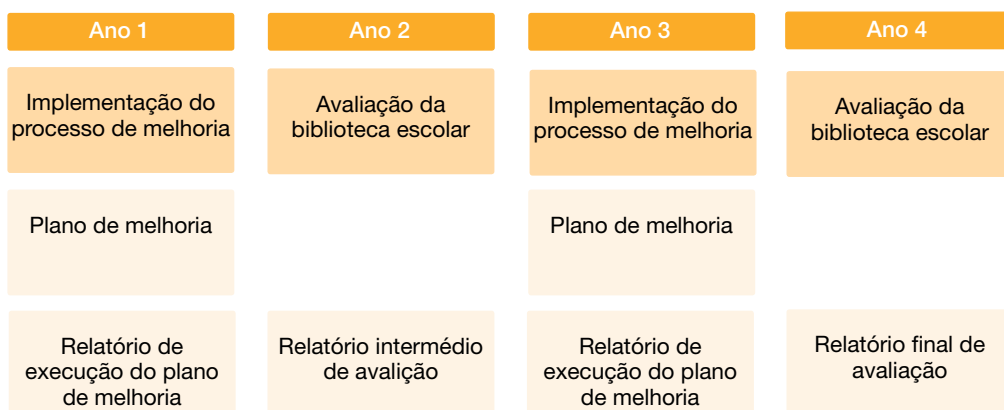 Ano 1
Ano 2
Ano 3
Ano 4
Implementação do
processo de melhoria
Avaliação da
biblioteca escolar
Implementação do
processo de melhoria
Avaliação da
biblioteca escolar
Plano de melhoria
Plano de melhoria
Relatório de
execução do plano
de melhoria
Relatório intermédio
de avalição
Relatório de
execução do plano
de melhoria
Relatório final de
avaliação